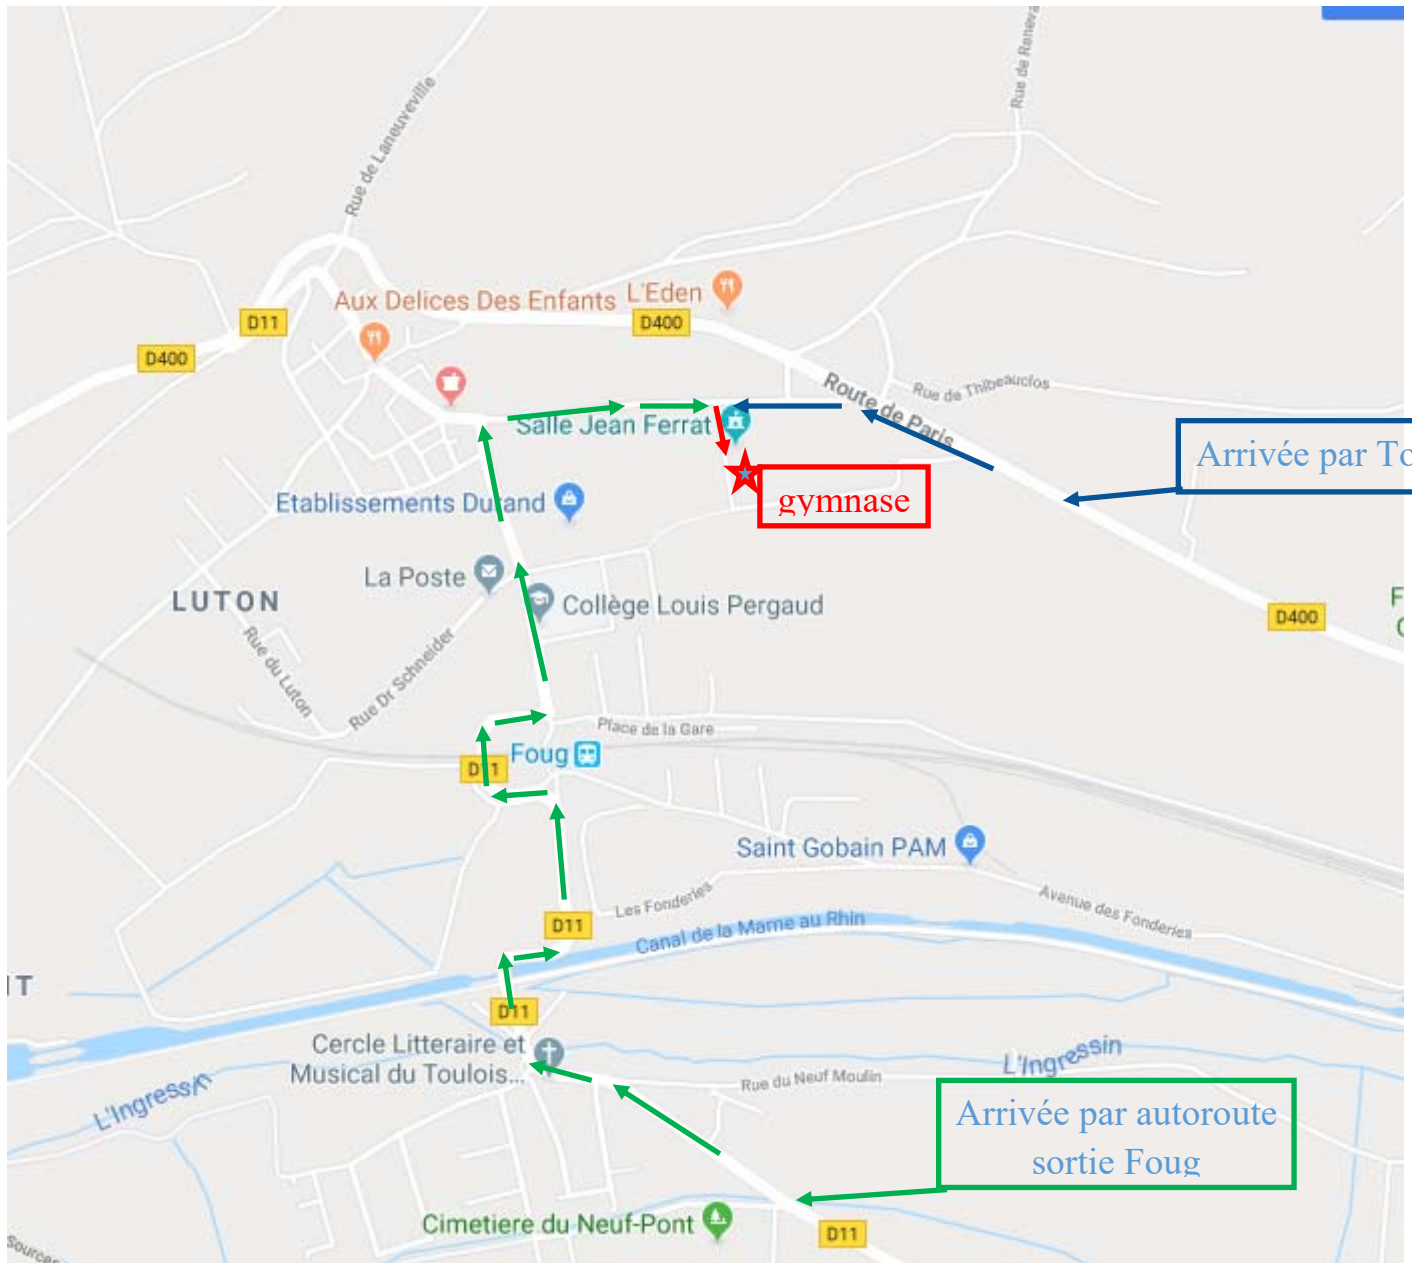 Rue de Laneuveville
Aux Delices Des Enfants
L'Eden
D11
D400
D400
Route de Paris
Rue de Thibeauclos
Salle Jean Ferrat
Arrivée par To
gymnase
Etablissements Durand
La Poste
Collège Louis Pergaud
LUTON
D400
F
Rue du Luton
Rue Dr Schneider
Place de la Gare
Foug
D11
Saint Gobain PAM
Les Fonderies
Avenue des Fonderies
D11
Canal de la Marne au Rhin
IT
D11
Cercle Litteraire et
Musical du Toulois...
L'Ingressin
L'Ingressin
Rue du Neuf Moulin
Arrivée par autoroute
sortie Foug
Cimetiere du Neuf-Pont
D11